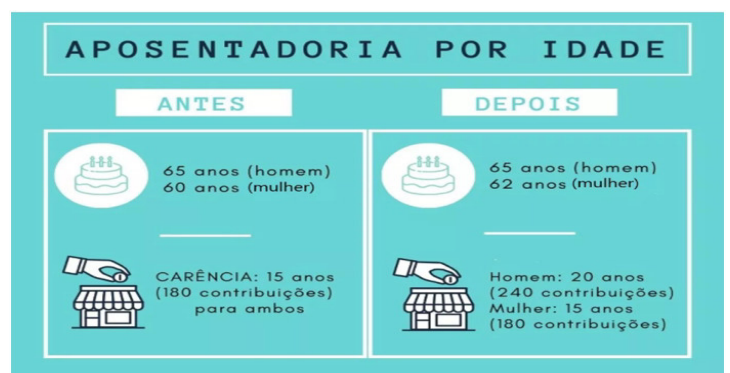 APOSENTADORIA POR IDADE
ANTES
65 anos (homem)
60 anos (mulher)
CARÊNCIA: 15 anos
(180 contribuições)
para ambos
DEPOIS
65 anos (homem)
62 anos (mulher)
Homem: 20 anos
(240 contribuições)
Mulher: 15 anos
(180 contribuições)